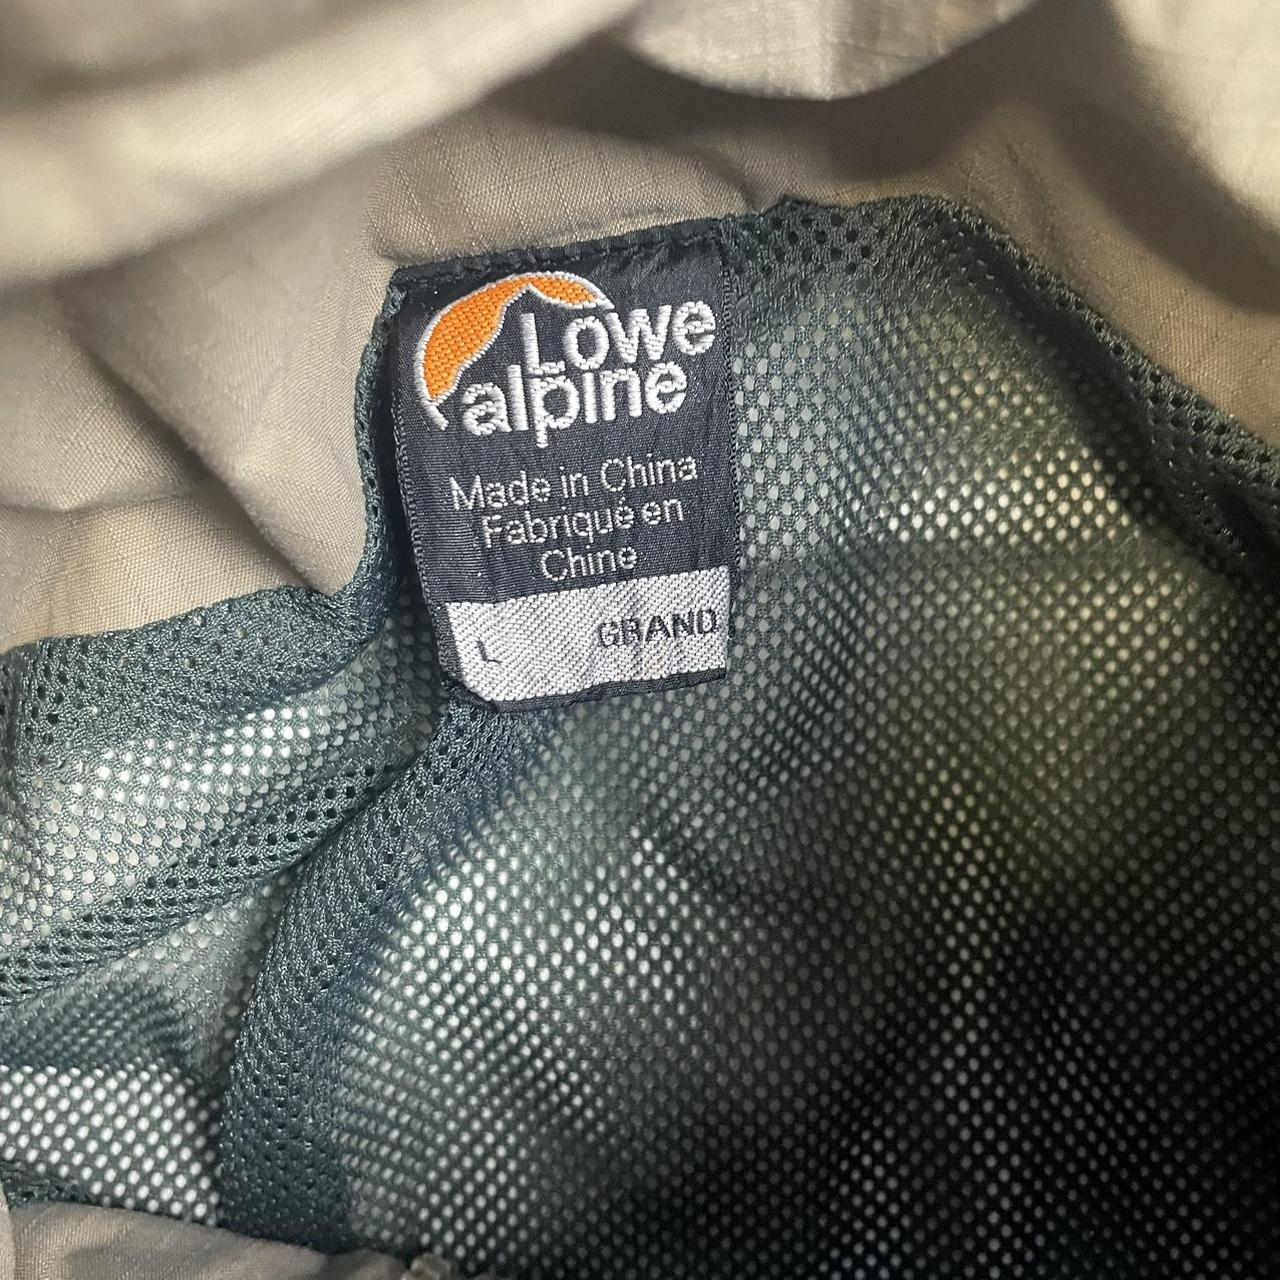 Lowe
alpine
Made in China
Fabriqué en
Chine
L GRAND